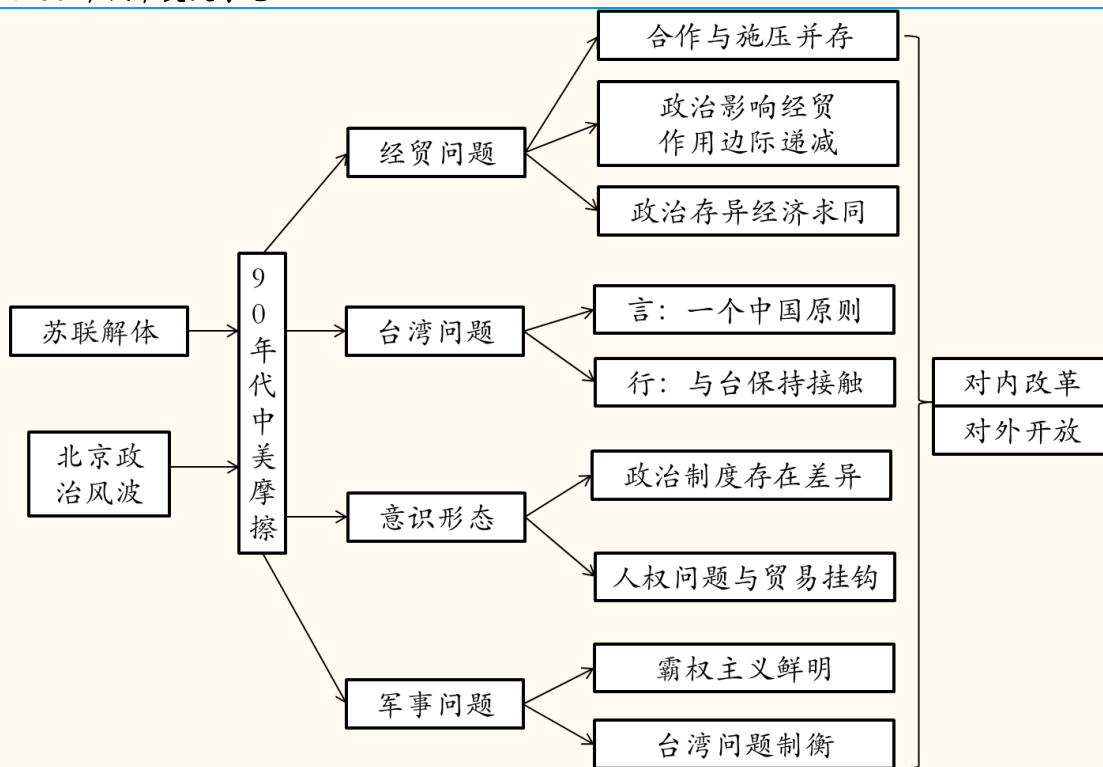 合作与施压并存
政治影响经贸
作用边际递减
经贸问题
政治存异经济求同
90年代中美摩擦
苏联解体
台湾问题
言：一个中国原则
行：与台保持接触
对内改革
对外开放
北京政
治风波
政治制度存在差异
意识形态
人权问题与贸易挂钩
霸权主义鲜明
军事问题
台湾问题制衡